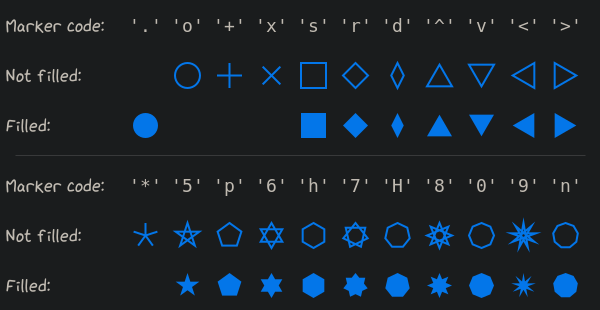 Marker code: '.' 'o' '+' 'x' 's' 'r' 'd' '^' 'v' '<' '>'
Not filled:
Filled:
Marker code: '*' '5' 'p' '6' 'h' '7' 'H' '8' '0' '9' 'n'
Not filled:
Filled: